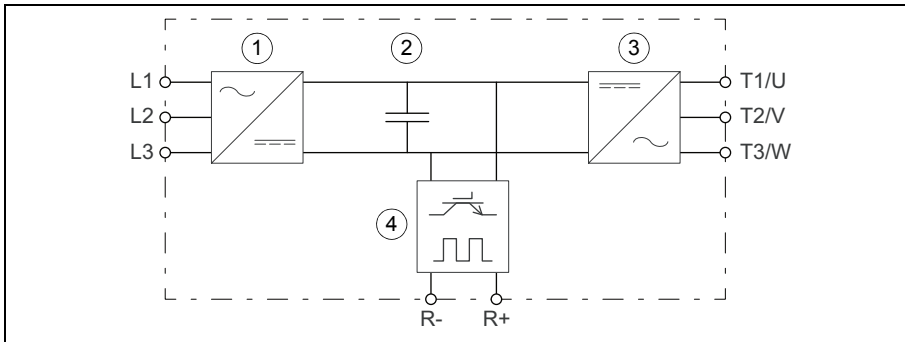 1 2 3
L1 T1/U
L2 T2/V
L3 T3/W
4
R- R+